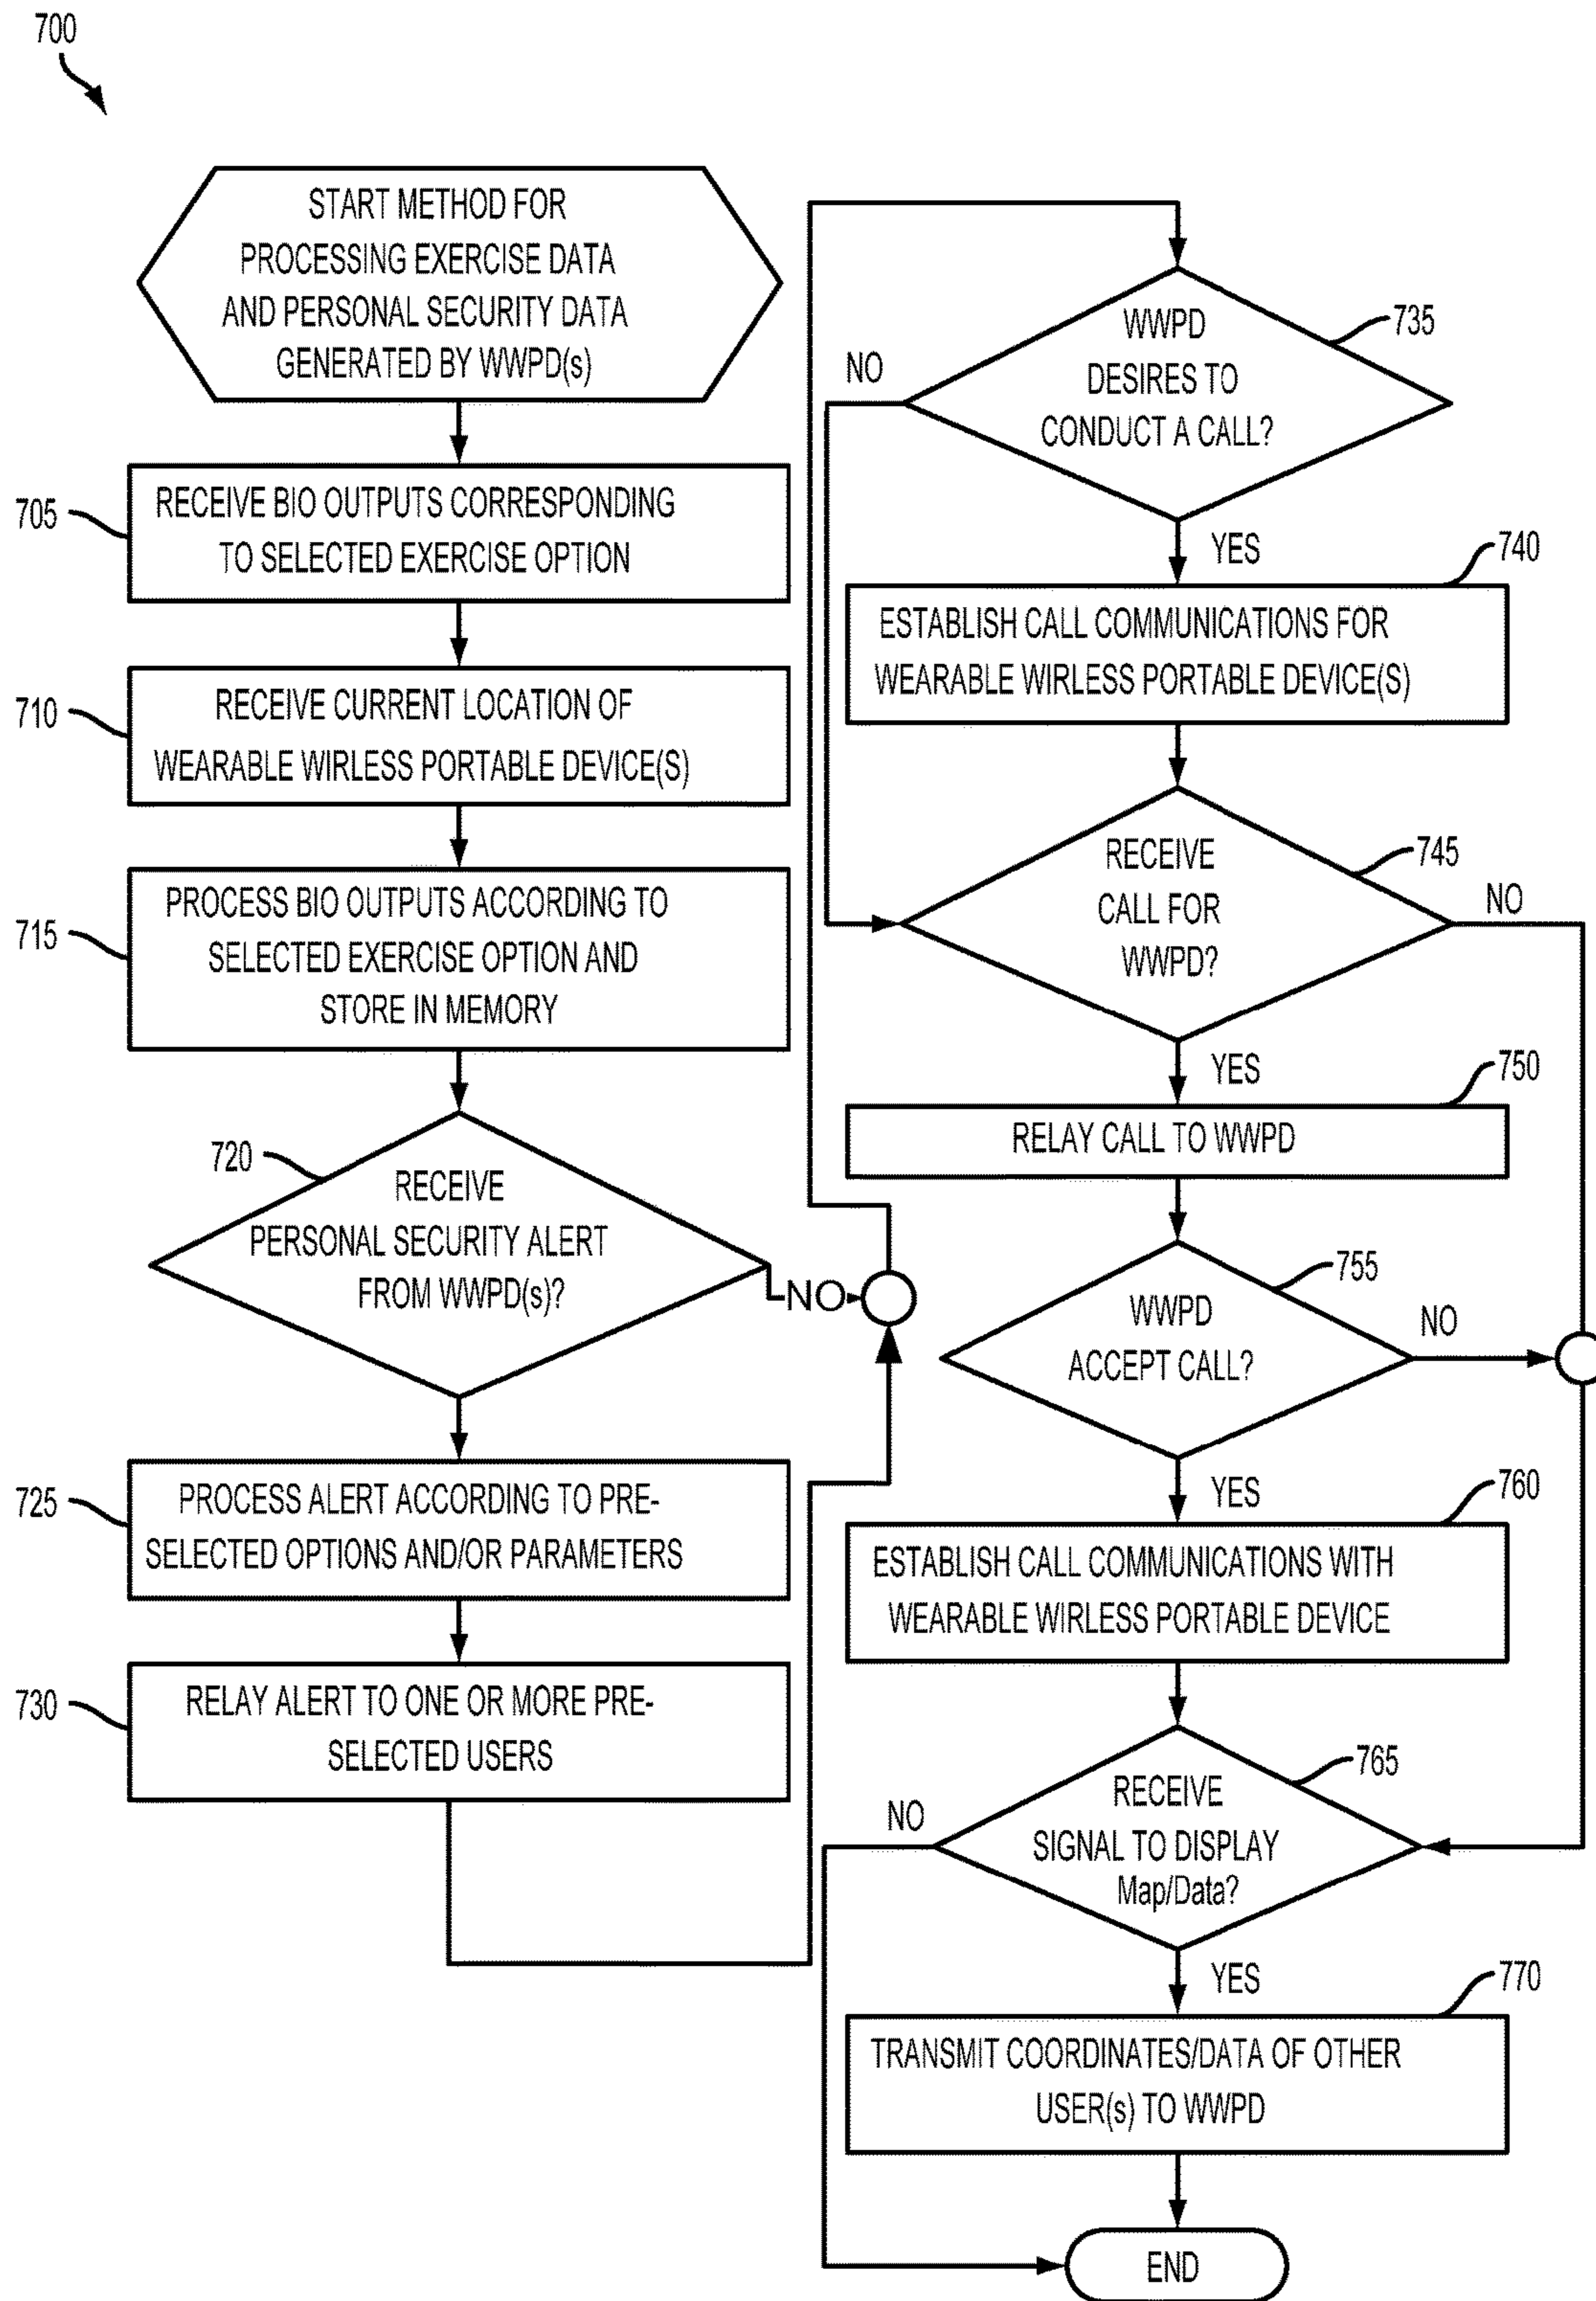 700
START METHOD FOR
PROCESSING EXERCISE DATA
AND PERSONAL SECURITY DATA
GENERATED BY WWPD(s)
705
RECEIVE BIO OUTPUTS CORRESPONDING
TO SELECTED EXERCISE OPTION
710
RECEIVE CURRENT LOCATION OF
WEARABLE WIRLESS PORTABLE DEVICE(S)
715
PROCESS BIO OUTPUTS ACCORDING TO
SELECTED EXERCISE OPTION AND
STORE IN MEMORY
720
RECEIVE
PERSONAL SECURITY ALERT
FROM WWPD(s)?
NO
725
PROCESS ALERT ACCORDING TO PRE-
SELECTED OPTIONS AND/OR PARAMETERS
730
RELAY ALERT TO ONE OR MORE PRE-
SELECTED USERS
735
WWPD
DESIRES TO
CONDUCT A CALL?
NO
YES
740
ESTABLISH CALL COMMUNICATIONS FOR
WEARABLE WIRLESS PORTABLE DEVICE(S)
745
RECEIVE
CALL FOR
WWPD?
NO
YES
750
RELAY CALL TO WWPD
755
WWPD
ACCEPT CALL?
NO
YES
760
ESTABLISH CALL COMMUNICATIONS WITH
WEARABLE WIRLESS PORTABLE DEVICE
765
RECEIVE
SIGNAL TO DISPLAY
Map/Data?
NO
YES
770
TRANSMIT COORDINATES/DATA OF OTHER
USER(s) TO WWPD
END